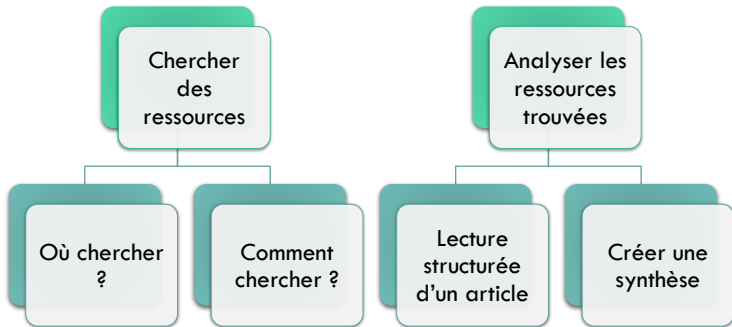 Chercher
des
ressources
Analyser les
ressources
trouvées
Où chercher
?
Comment
chercher ?
Lecture
structurée
d’un article
Créer une
synthèse